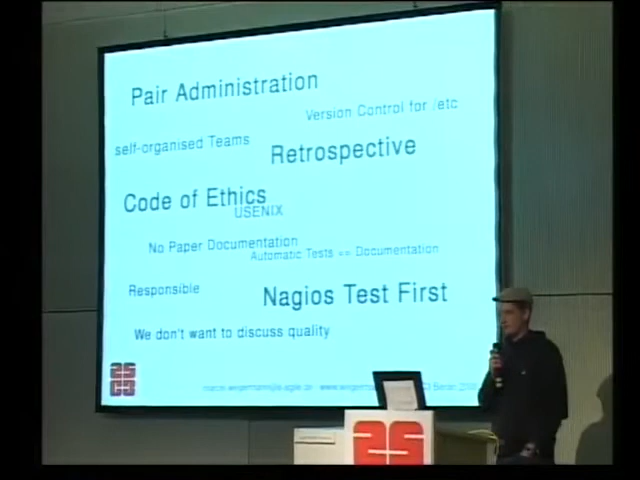 Pair Administration
Version Control for /etc
self-organised Teams
Retrospective
Code of Ethics
USENIX
No Paper Documentation
Automatic Tests == Documentation
Responsible
Nagios Test First
We don't want to discuss quality